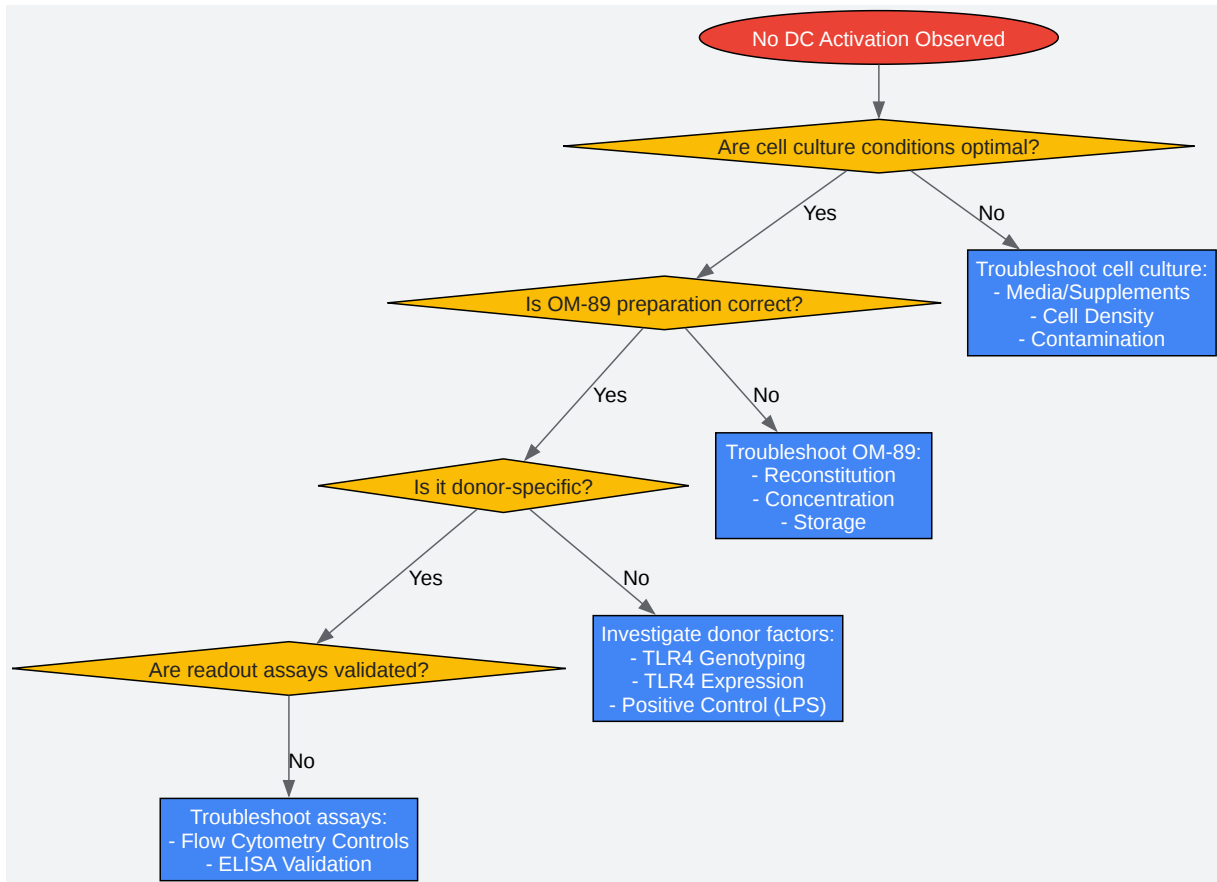 No DC Activation Observed
Are cell culture conditions optimal?
Yes
No
Troubleshoot cell culture:
- Media/Supplements
- Cell Density
- Contamination
Is OM-89 preparation correct?
Yes
No
Troubleshoot OM-89:
- Reconstitution
- Concentration
- Storage
Is it donor-specific?
Yes
No
Investigate donor factors:
- TLR4 Genotyping
- TLR4 Expression
- Positive Control (LPS)
Are readout assays validated?
No
Troubleshoot assays:
- Flow Cytometry Controls
- ELISA Validation